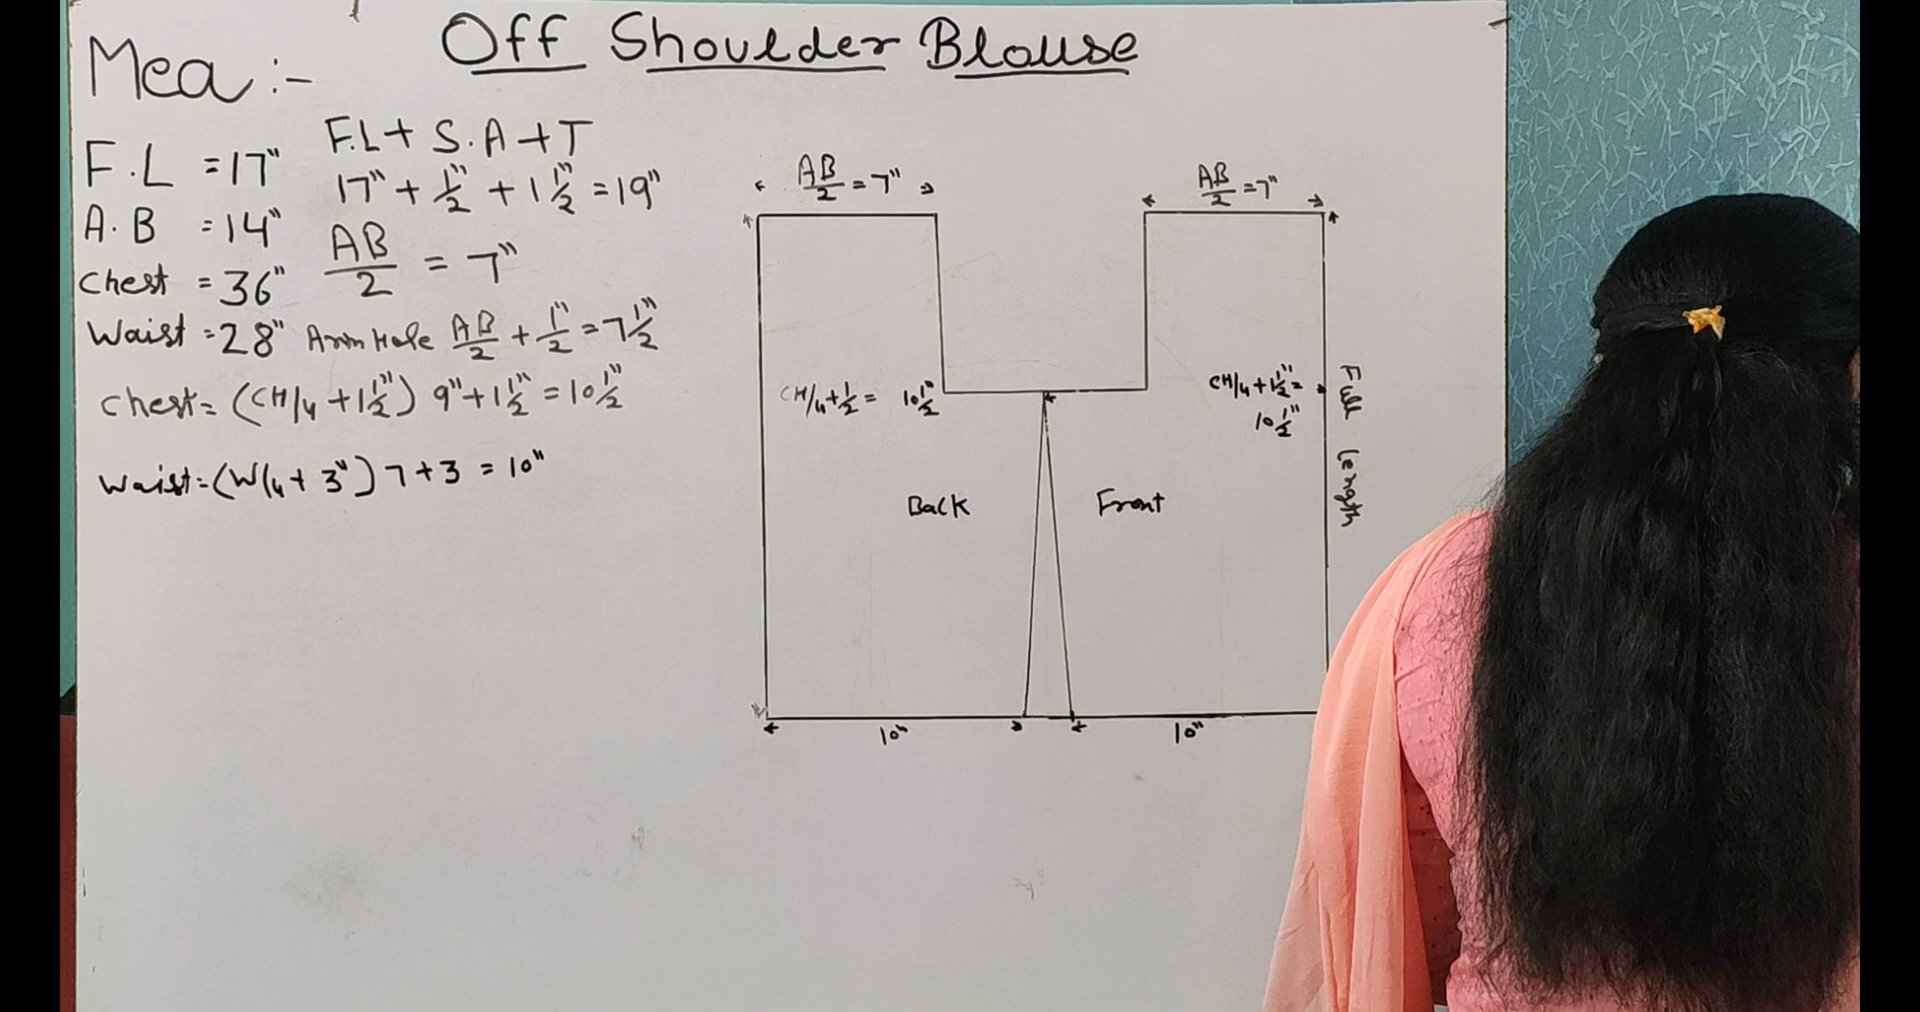 Off Shoulder Blouse
Mea :-
F.L = 17"
A.B = 14"
Chest = 36"
Waist = 28"
F.L + S.A + T
17" + 1/2" + 1 1/2" = 19"
AB/2 = 7"
Arm Hole AB/2 + 1/2" = 7 1/2"
Chest = (CH/4 + 1 1/2") 9" + 1 1/2" = 10 1/2"
Waist = (W/4 + 3") 7 + 3 = 10"
AB/2 = 7"
AB/2 = 7"
CH/4 + 1/2 = 10 1/2"
CH/4 + 1 1/2" =
10 1/2"
Full length
Back
Front
10"
10"